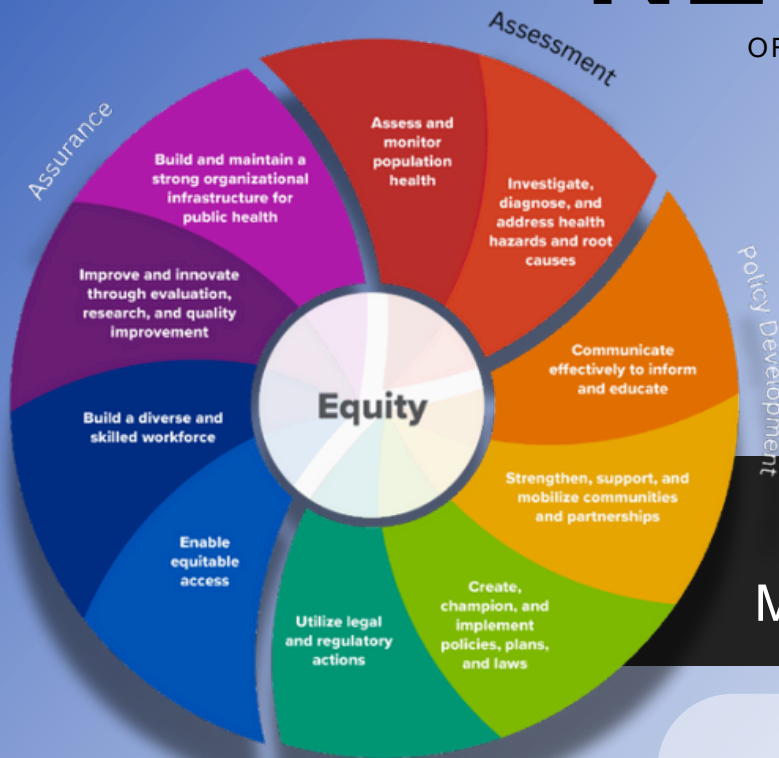 OF
Assessment
Assurance
Policy Development
Assess and
monitor
population
health
Investigate,
diagnose, and
address health
hazards and root
causes
Communicate
effectively to inform
and educate
Strengthen, support, and
mobilize communities
and partnerships
Create,
champion, and
implement
policies, plans,
and laws
Utilize legal
and regulatory
actions
Enable
equitable
access
Build a diverse and
skilled workforce
Improve and innovate
through evaluation,
research, and quality
improvement
Build and maintain a
strong organizational
infrastructure for
public health
Equity
M